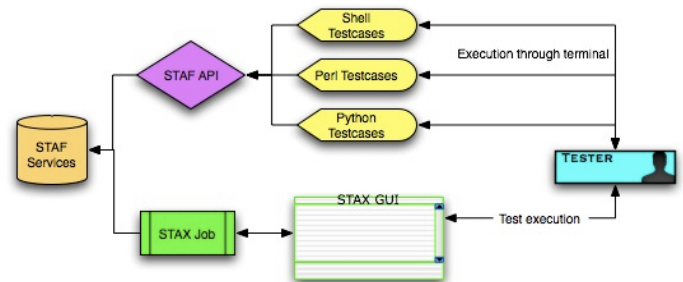 Shell
Testcases
Execution through terminal
STAF API
Perl Testcases
Python
Testcases
STAF
Services
TESTER
STAX GUI
STAX Job
Test execution